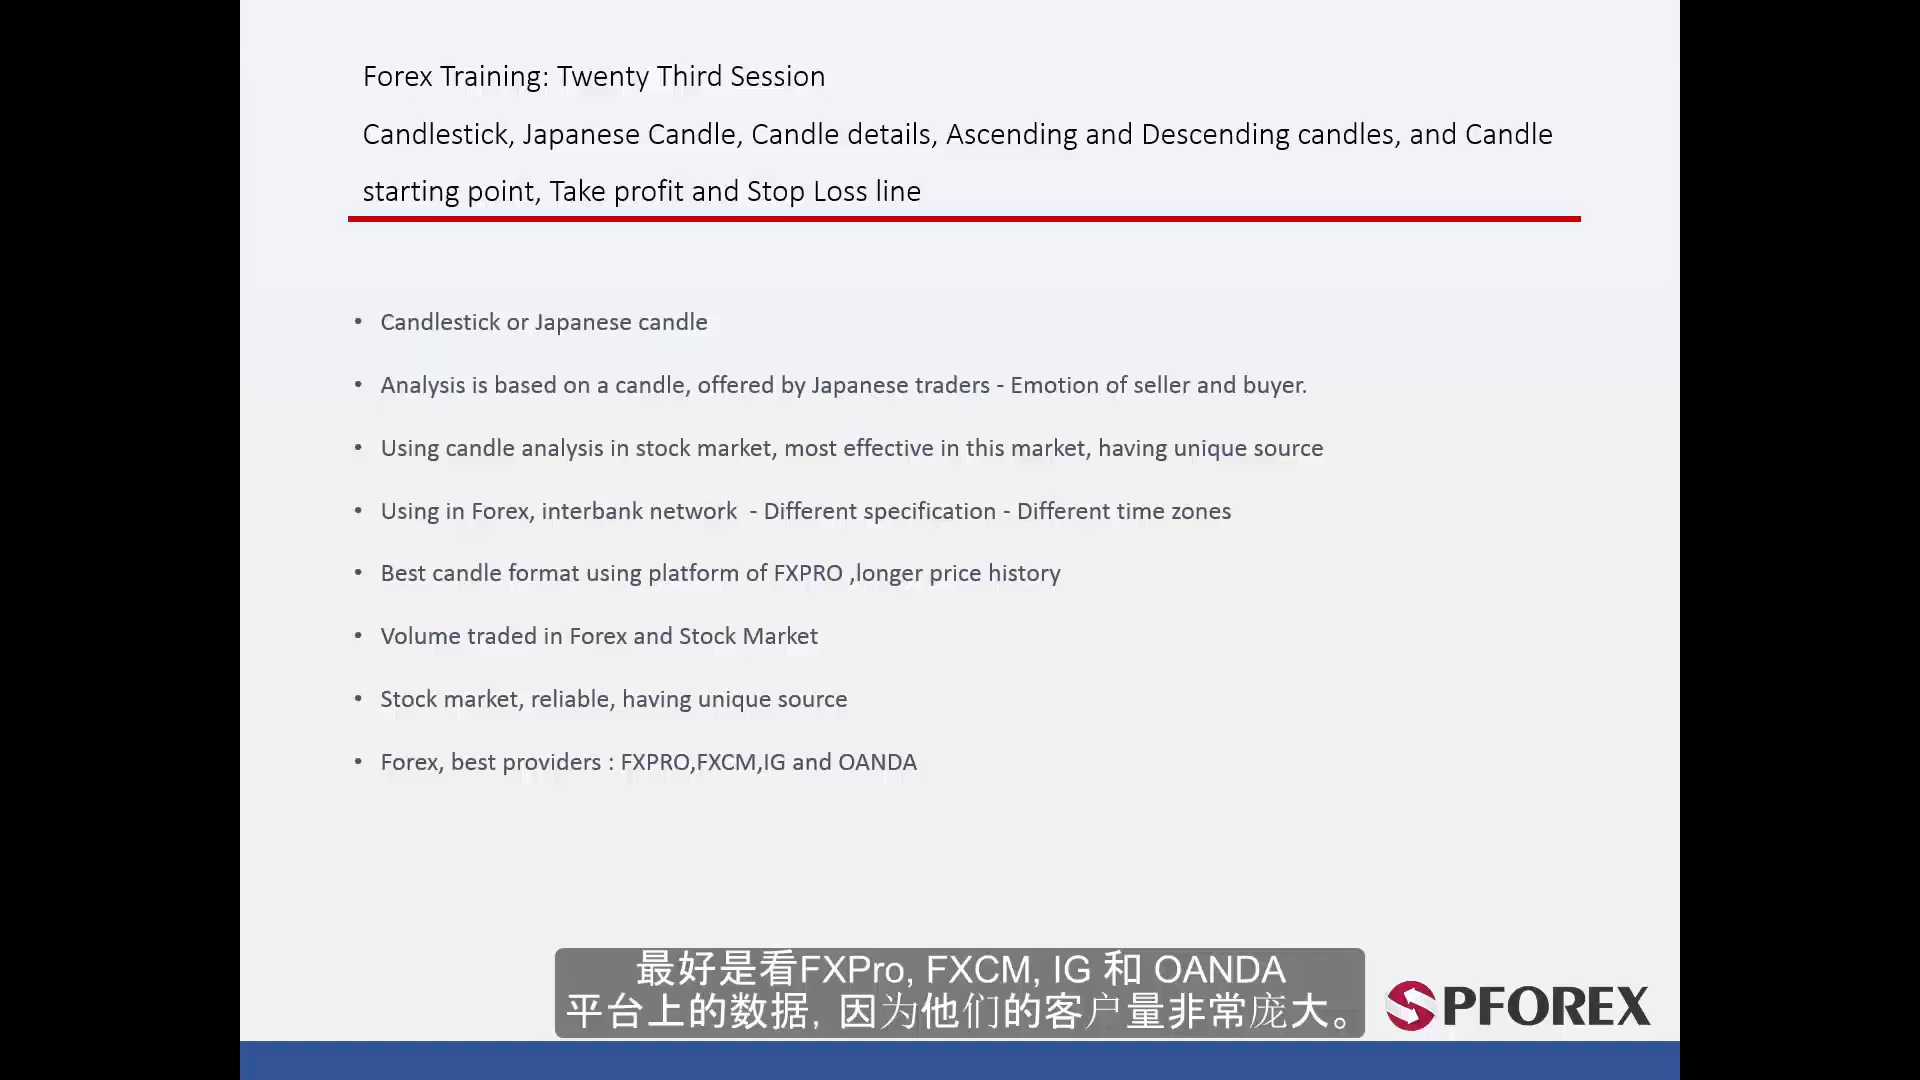 Forex Training: Twenty Third Session
Candlestick, Japanese Candle, Candle details, Ascending and Descending candles, and Candle
starting point, Take profit and Stop Loss line
• Candlestick or Japanese candle
• Analysis is based on a candle, offered by Japanese traders - Emotion of seller and buyer.
• Using candle analysis in stock market, most effective in this market, having unique source
• Using in Forex, interbank network  - Different specification - Different time zones
• Best candle format using platform of FXPRO ,longer price history
• Volume traded in Forex and Stock Market
• Stock market, reliable, having unique source
• Forex, best providers : FXPRO,FXCM,IG and OANDA
最好是看FXPro, FXCM, IG 和 OANDA
平台上的数据, 因为他们的客户量非常庞大。
SPFOREX